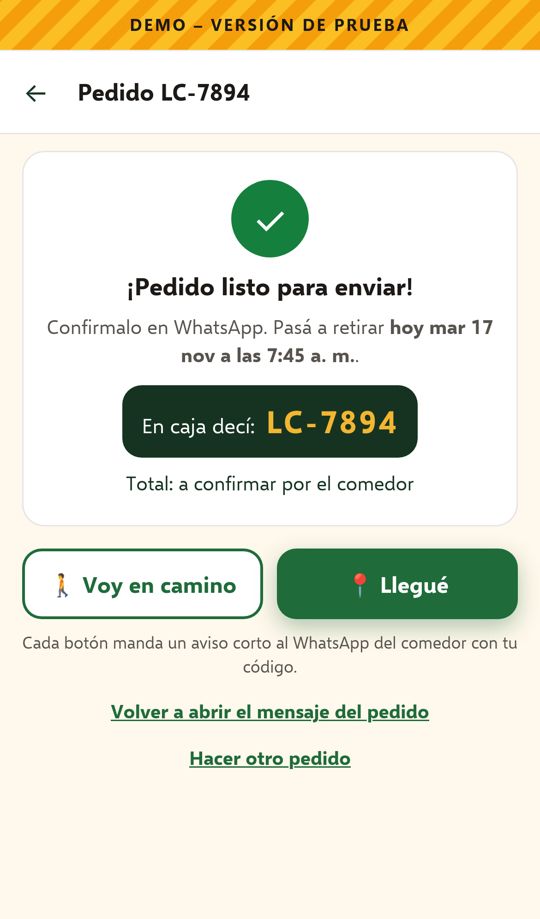 DEMO – VERSIÓN DE PRUEBA
← Pedido LC-7894
¡Pedido listo para enviar!
Confirmalo en WhatsApp. Pasá a retirar hoy mar 17
nov a las 7:45 a. m..
En caja decí: LC-7894
Total: a confirmar por el comedor
🚶 Voy en camino
📍 Llegué
Cada botón manda un aviso corto al WhatsApp del comedor con tu
código.
Volver a abrir el mensaje del pedido
Hacer otro pedido